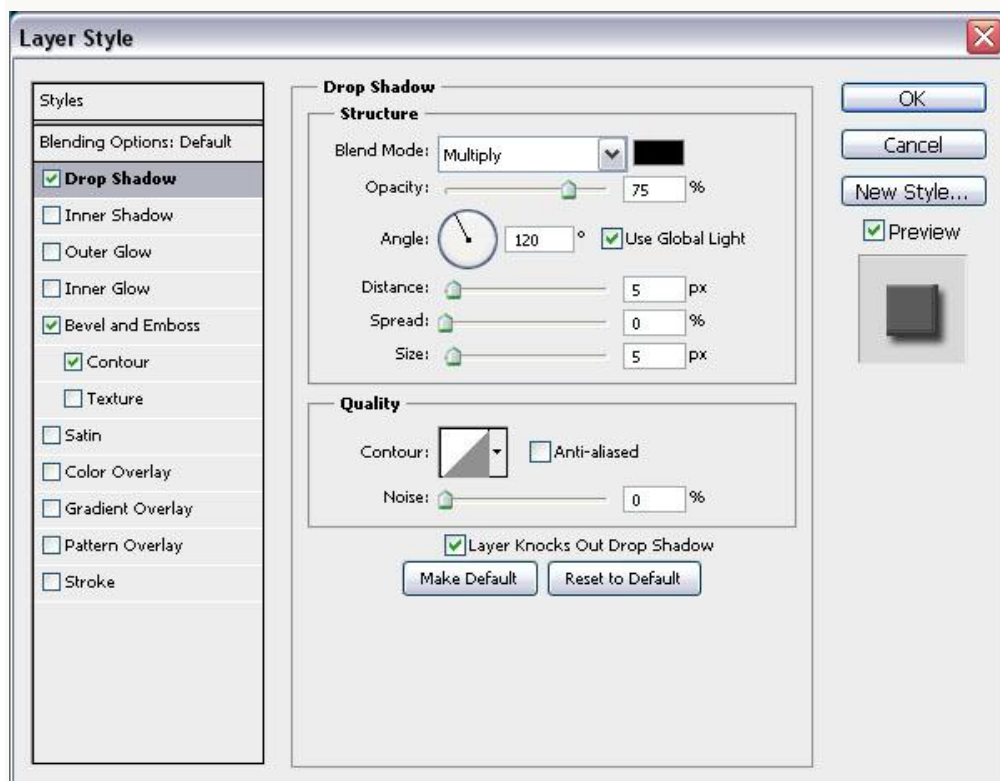 Layer Style
Styles
Blending Options: Default
Drop Shadow
Inner Shadow
Outer Glow
Inner Glow
Bevel and Emboss
Contour
Texture
Satin
Color Overlay
Gradient Overlay
Pattern Overlay
Stroke
Drop Shadow
Structure
Blend Mode: Multiply
Opacity: 75 %
Angle: 120 ° Use Global Light
Distance: 5 px
Spread: 0 %
Size: 5 px
Quality
Contour: Anti-aliased
Noise: 0 %
Layer Knocks Out Drop Shadow
Make Default Reset to Default
OK
Cancel
New Style...
Preview